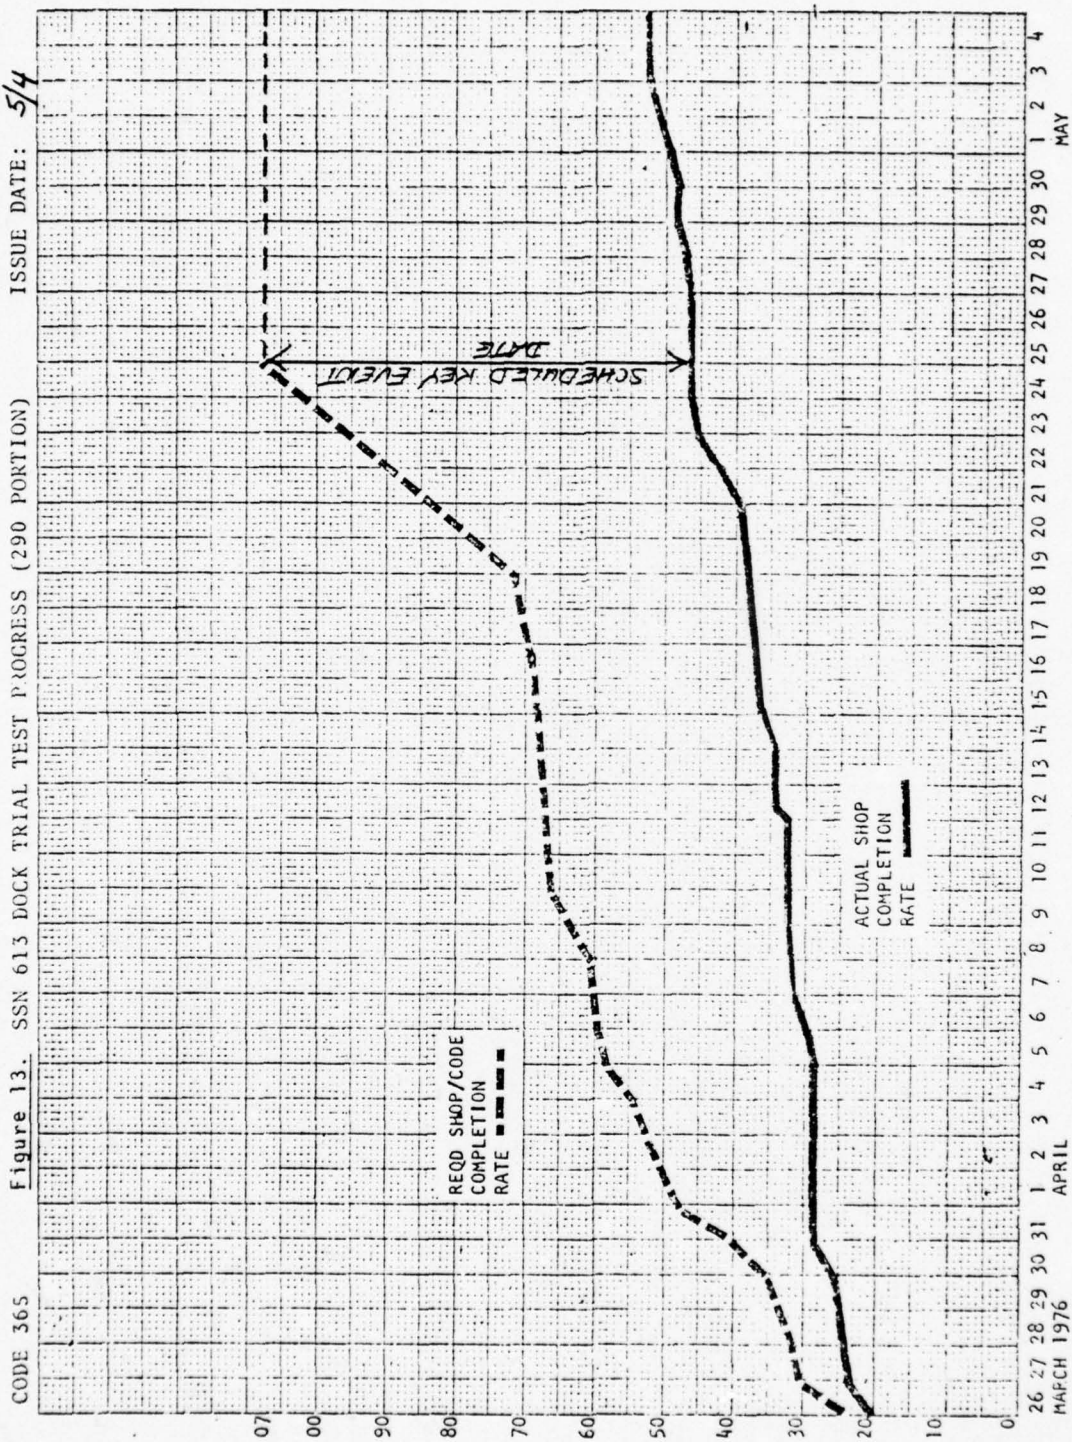 CODE 365
Figure 13. SSN 613 DOCK TRIAL TEST PROGRESS (290 PORTION)
ISSUE DATE: 5/4
07
00
90
80
70
60
50
40
30
20
10
0
REQD SHOP/CODE
COMPLETION
RATE
SCHEDULED KEY EVENT
DATE
ACTUAL SHOP
COMPLETION
RATE
26 27 28 29 30 31 1 2 3 4 5 6 7 8 9 10 11 12 13 14 15 16 17 18 19 20 21 22 23 24 25 26 27 28 29 30 1 2 3 4
MARCH 1976 APRIL MAY